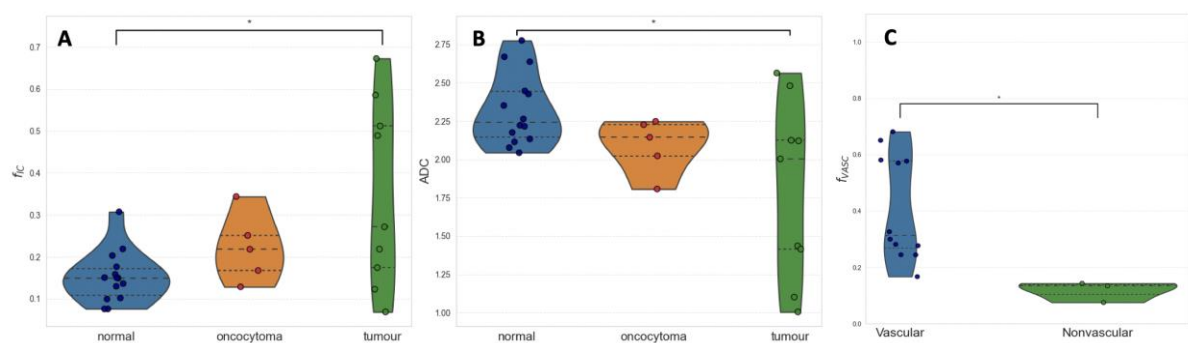 A
*
0.7
0.6
0.5
0.4
0.3
0.2
0.1
f_IC
normal
oncocytoma
tumour
B
*
2.75
2.50
2.25
2.00
1.75
1.50
1.25
1.00
ADC
normal
oncocytoma
tumour
C
*
1.0
0.8
0.6
0.4
0.2
0.0
f_VASC
Vascular
Nonvascular